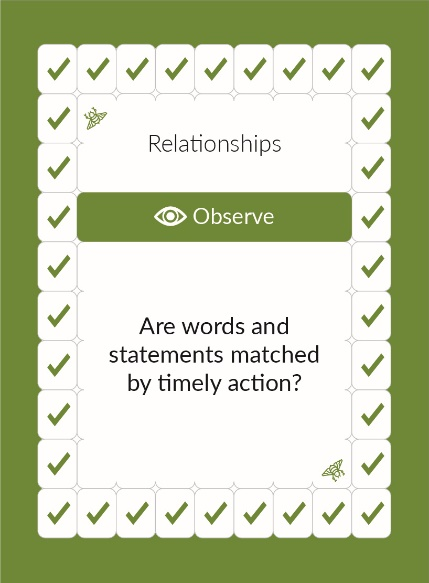 Relationships
Observe
Are words and
statements matched
by timely action?